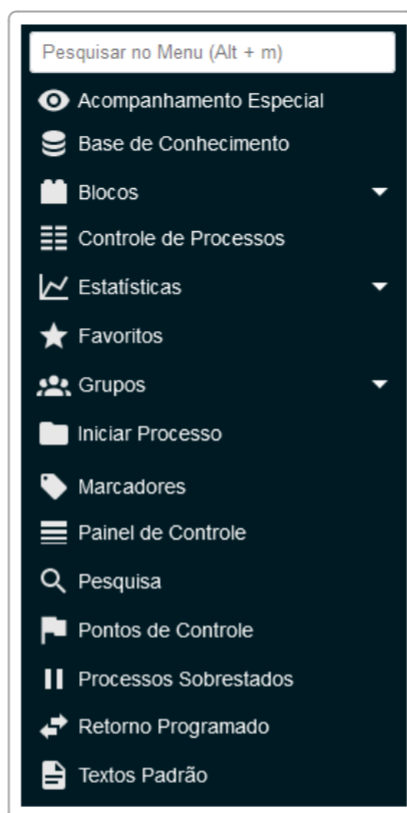 Pesquisar no Menu (Alt + m)
Acompanhamento Especial
Base de Conhecimento
Blocos
Controle de Processos
Estatísticas
Favoritos
Grupos
Iniciar Processo
Marcadores
Painel de Controle
Pesquisa
Pontos de Controle
Processos Sobrestados
Retorno Programado
Textos Padrão